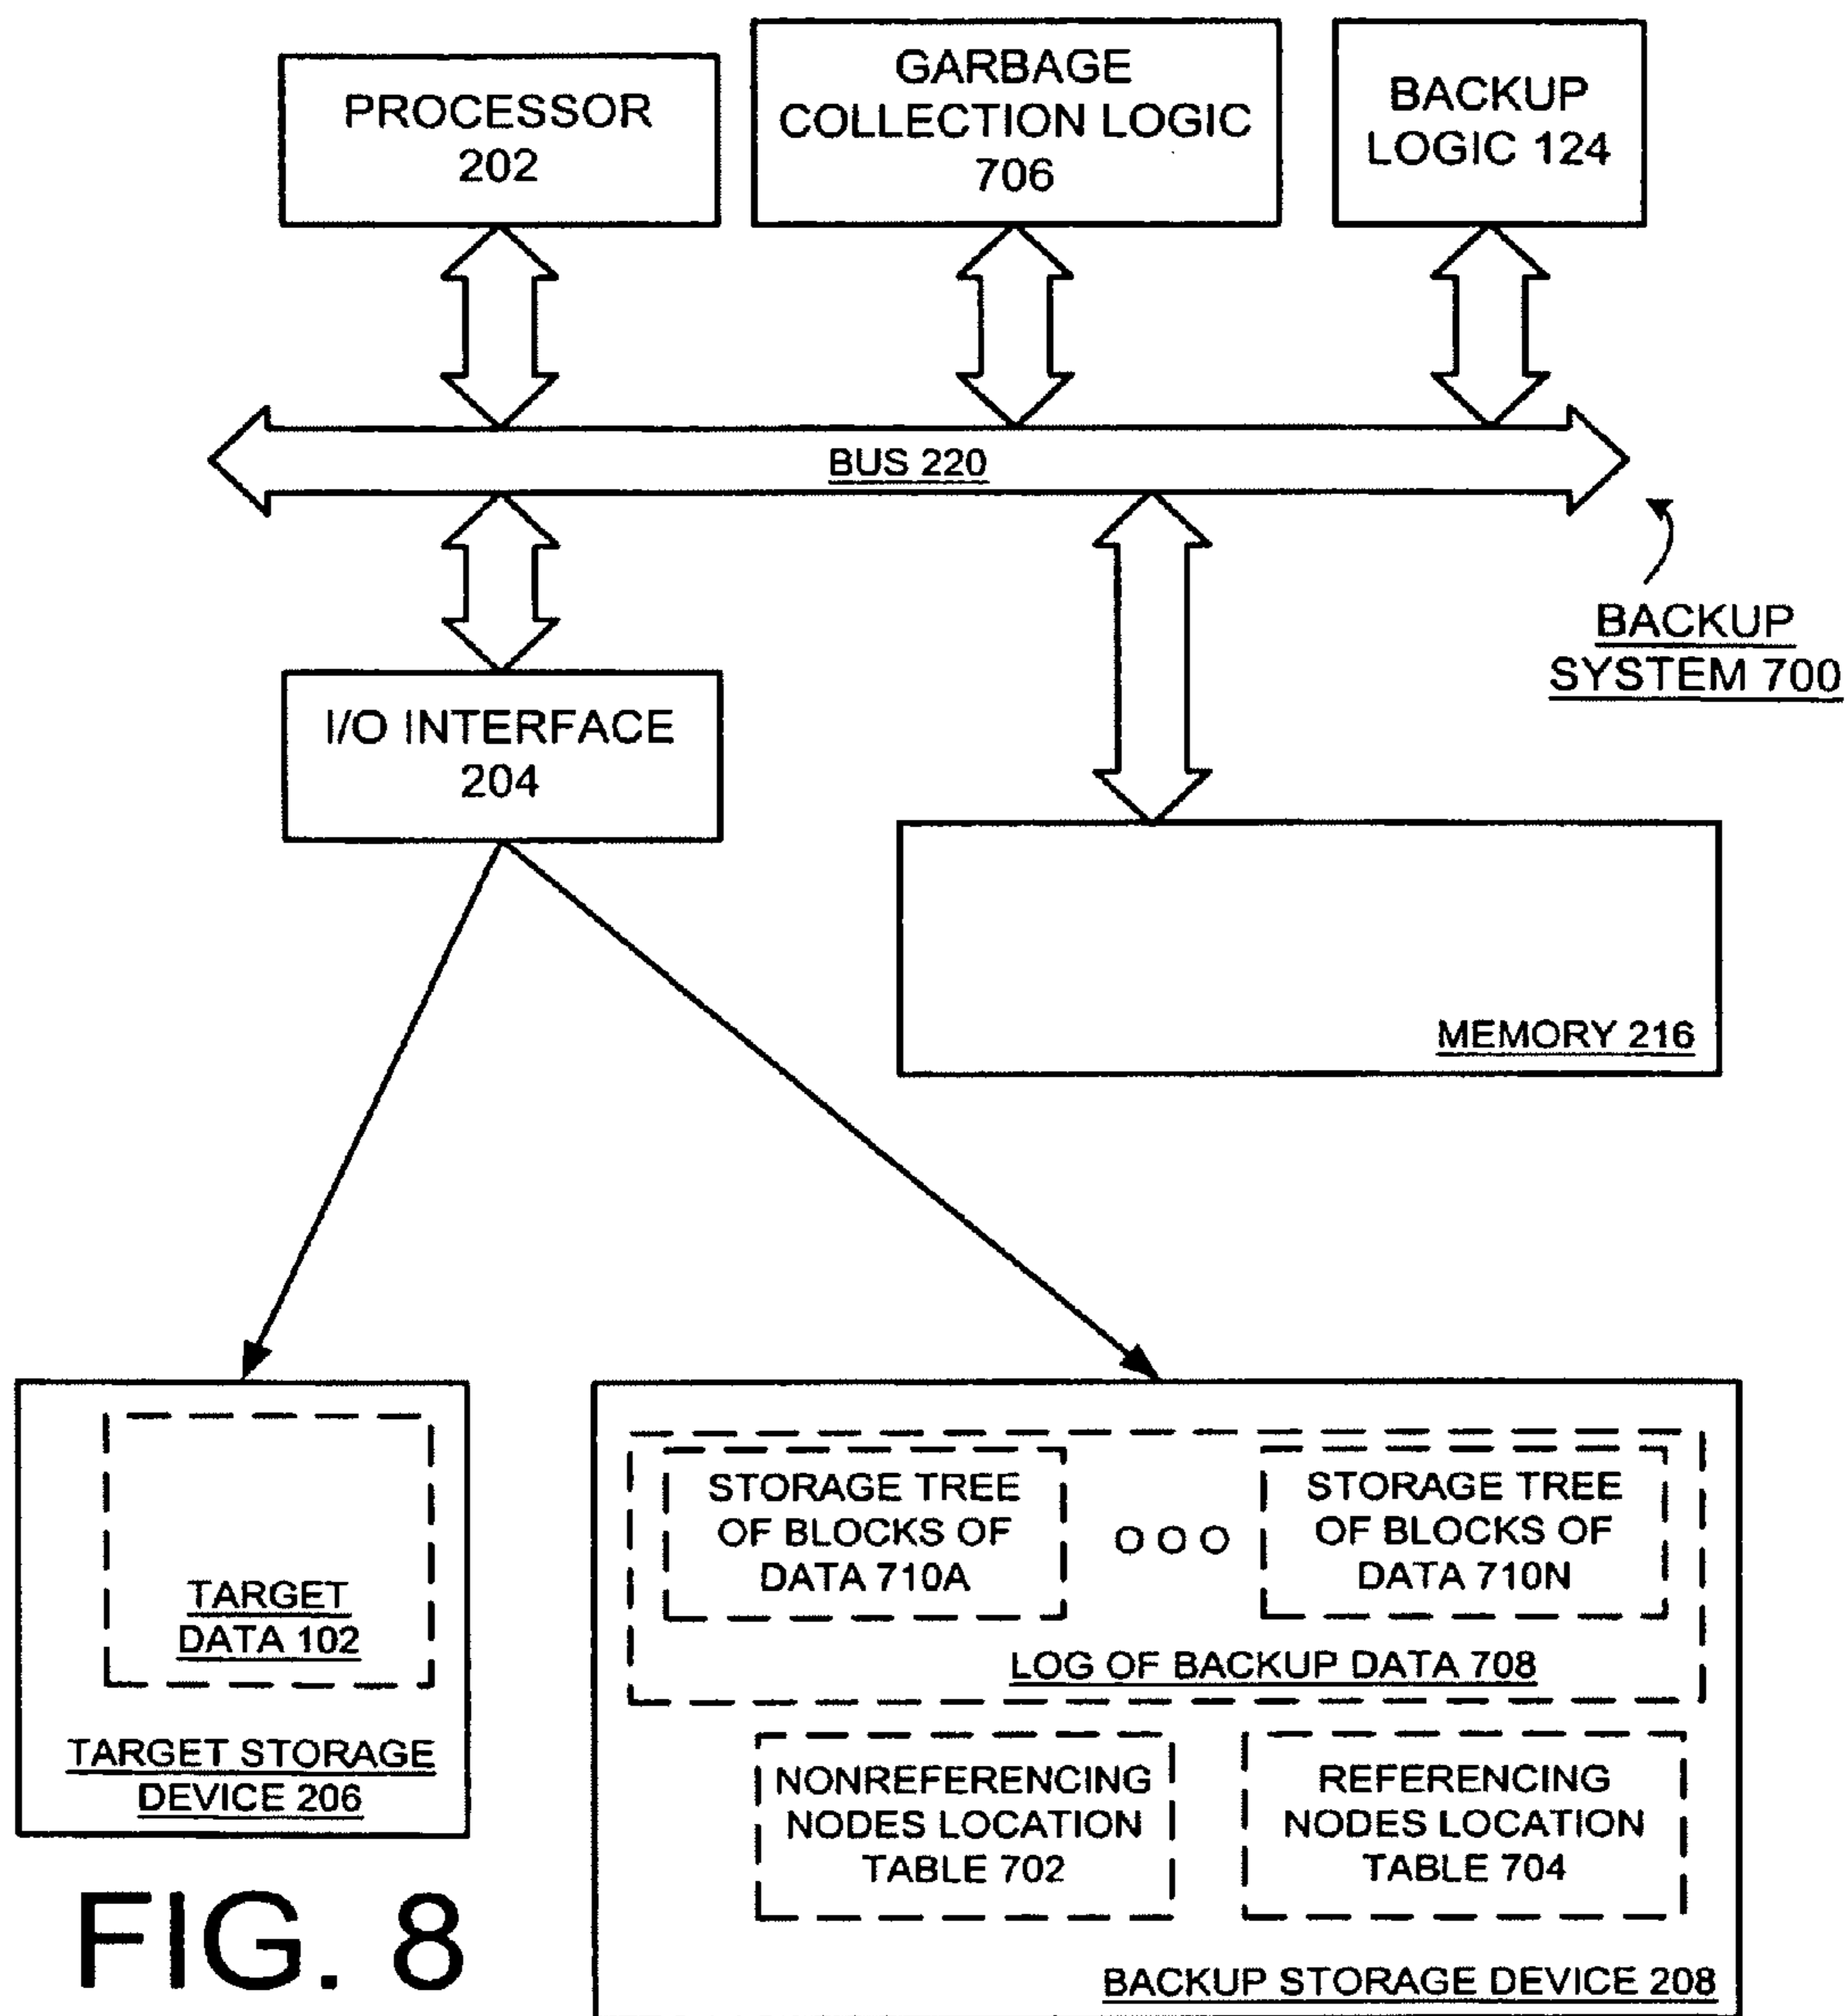 PROCESSOR
202
GARBAGE
COLLECTION LOGIC
706
BACKUP
LOGIC 124
BUS 220
BACKUP
SYSTEM 700
I/O INTERFACE
204
MEMORY 216
TARGET
DATA 102
TARGET STORAGE
DEVICE 206
STORAGE TREE
OF BLOCKS OF
DATA 710A
STORAGE TREE
OF BLOCKS OF
DATA 710N
LOG OF BACKUP DATA 708
NONREFERENCING
NODES LOCATION
TABLE 702
REFERENCING
NODES LOCATION
TABLE 704
BACKUP STORAGE DEVICE 208
FIG. 8